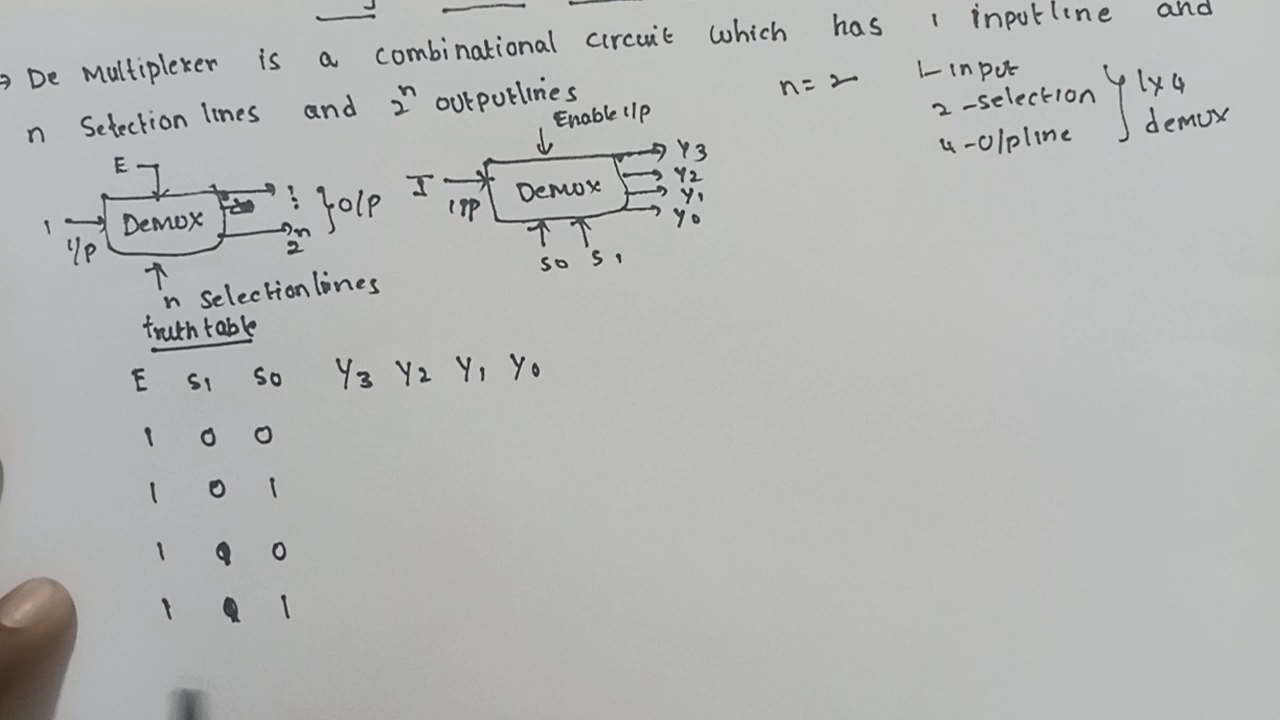 → De Multiplexer is a combinational circuit which has 1 inputline and
n Selection lines and 2^n outputlines
n=2
1-input
2-selection
4-o/pline
1x4
demux
E
1
i/p
Demux
n
2
}o/p
n Selectionlines
Enable i/p
I
i/p
Demux
Y3
Y2
Y1
Y0
S0 S1
truth table
E S1 S0 Y3 Y2 Y1 Y0
1 0 0
1 0 1
1 1 0
1 1 1